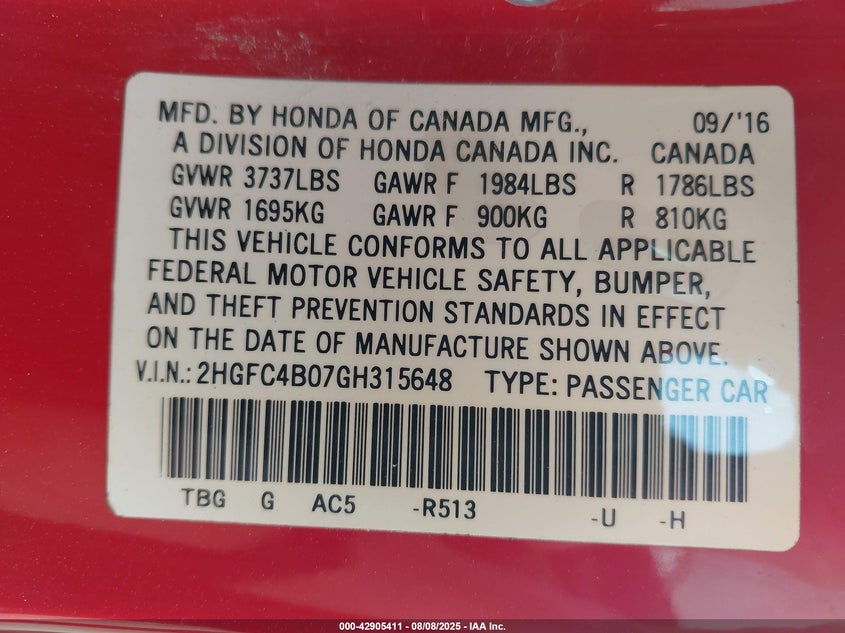 MFD. BY HONDA OF CANADA MFG., 09/'16
A DIVISION OF HONDA CANADA INC. CANADA
GVWR 3737LBS GAWR F 1984LBS R 1786LBS
GVWR 1695KG GAWR F 900KG R 810KG
THIS VEHICLE CONFORMS TO ALL APPLICABLE
FEDERAL MOTOR VEHICLE SAFETY, BUMPER,
AND THEFT PREVENTION STANDARDS IN EFFECT
ON THE DATE OF MANUFACTURE SHOWN ABOVE.
V.I.N.: 2HGFC4B07GH315648 TYPE: PASSENGER CAR
TBG G AC5 -R513 -U -H
000-42905411 - 08/08/2025 - IAA Inc.